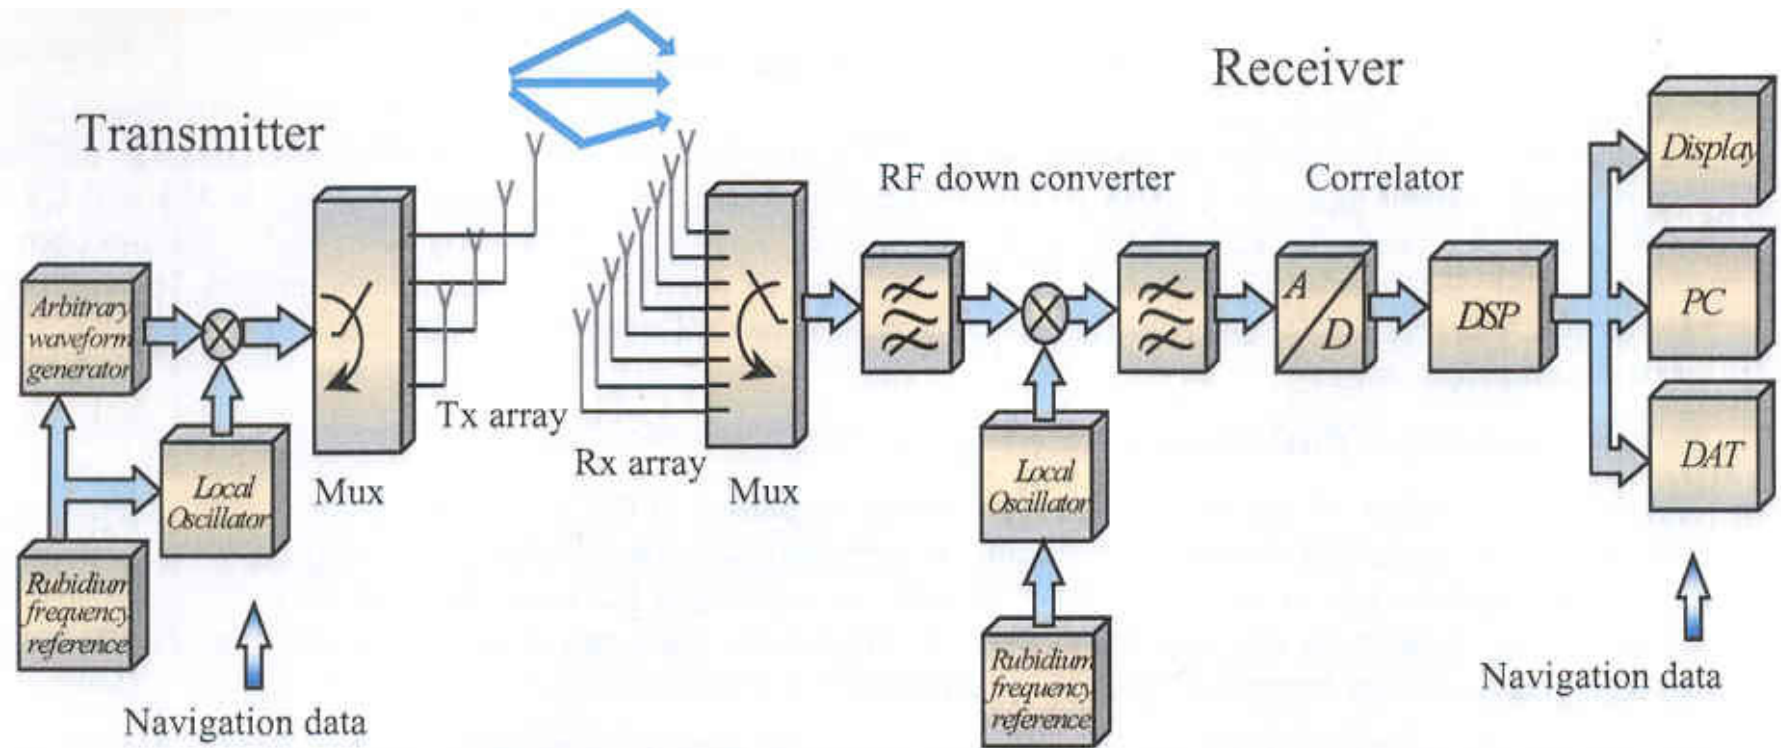 Transmitter
Receiver
RF down converter
Correlator
Arbitrary
waveform
generator
Local
Oscillator
Rubidium
frequency
reference
Navigation data
Mux
Tx array
Rx array
Mux
Local
Oscillator
Rubidium
frequency
reference
A
D
DSP
Display
PC
DAT
Navigation data